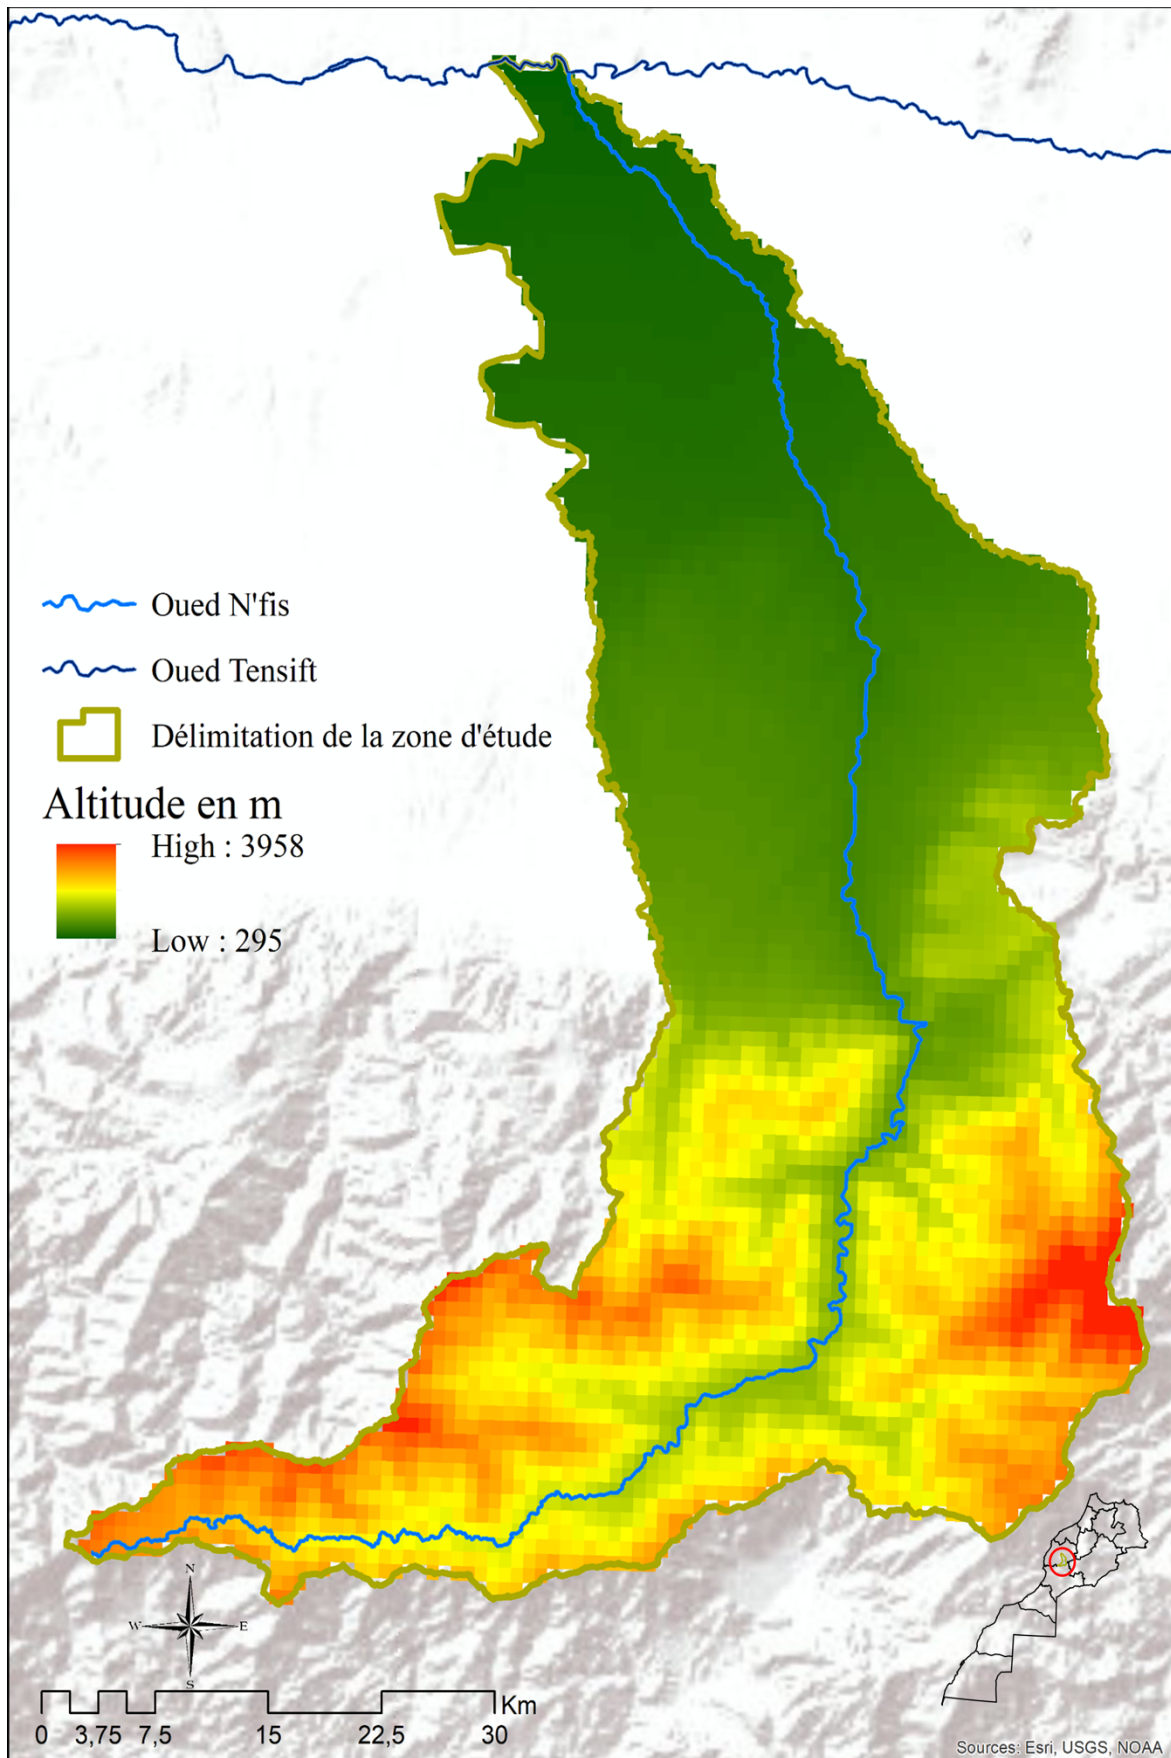 Oued N'fis
Oued Tensift
Délimitation de la zone d'étude
Altitude en m
High : 3958
Low : 295
N
W E
S
Km
0 3,75 7,5 15 22,5 30
Sources: Esri, USGS, NOAA